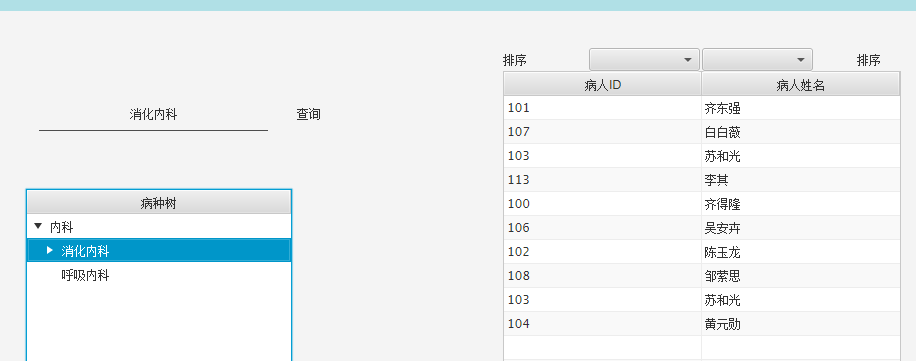 排序 排序
病人ID 病人姓名
101 齐东强
107 白白薇
103 苏和光
113 李其
100 齐得隆
106 吴安卉
102 陈玉龙
108 邹萦思
103 苏和光
104 黄元勋
消化内科 查询
病种树
内科
消化内科
呼吸内科